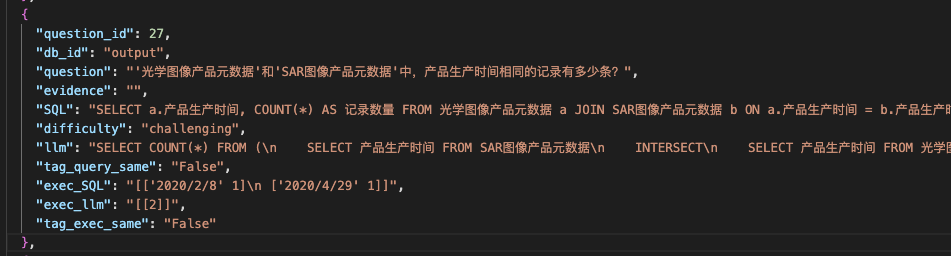 },
{
"question_id": 27,
"db_id": "output",
"question": "'光学图像产品元数据'和'SAR图像产品元数据'中，产品生产时间相同的记录有多少条？",
"evidence": "",
"SQL": "SELECT a.产品生产时间, COUNT(*) AS 记录数量 FROM 光学图像产品元数据 a JOIN SAR图像产品元数据 b ON a.产品生产时间 = b.产品生产时
"difficulty": "challenging",
"llm": "SELECT COUNT(*) FROM (\n    SELECT 产品生产时间 FROM SAR图像产品元数据\n    INTERSECT\n    SELECT 产品生产时间 FROM 光学图
"tag_query_same": "False",
"exec_SQL": "[['2020/2/8' 1]\n ['2020/4/29' 1]]",
"exec_llm": "[[2]]",
"tag_exec_same": "False"
},